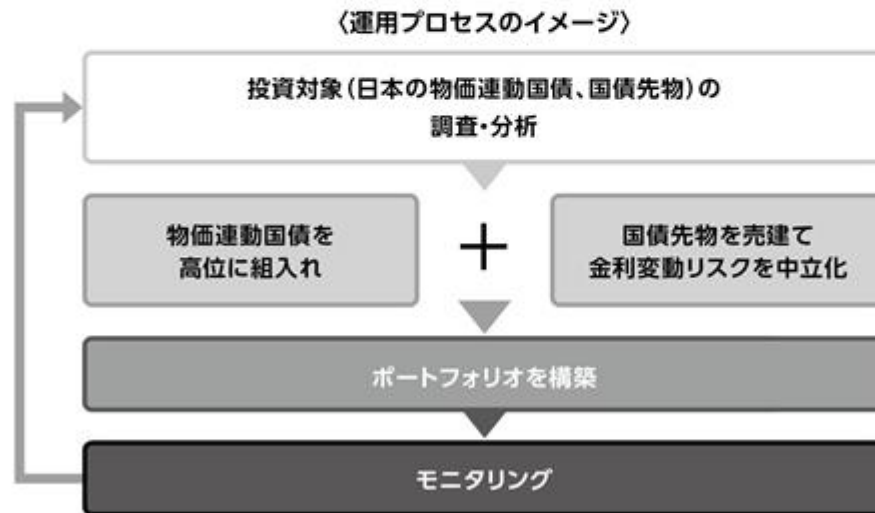 〈運用プロセスのイメージ〉
投資対象(日本の物価連動国債、国債先物)の
調査・分析
物価連動国債を
高位に組入れ
+
国債先物を売建て
金利変動リスクを中立化
ポートフォリオを構築
モニタリング